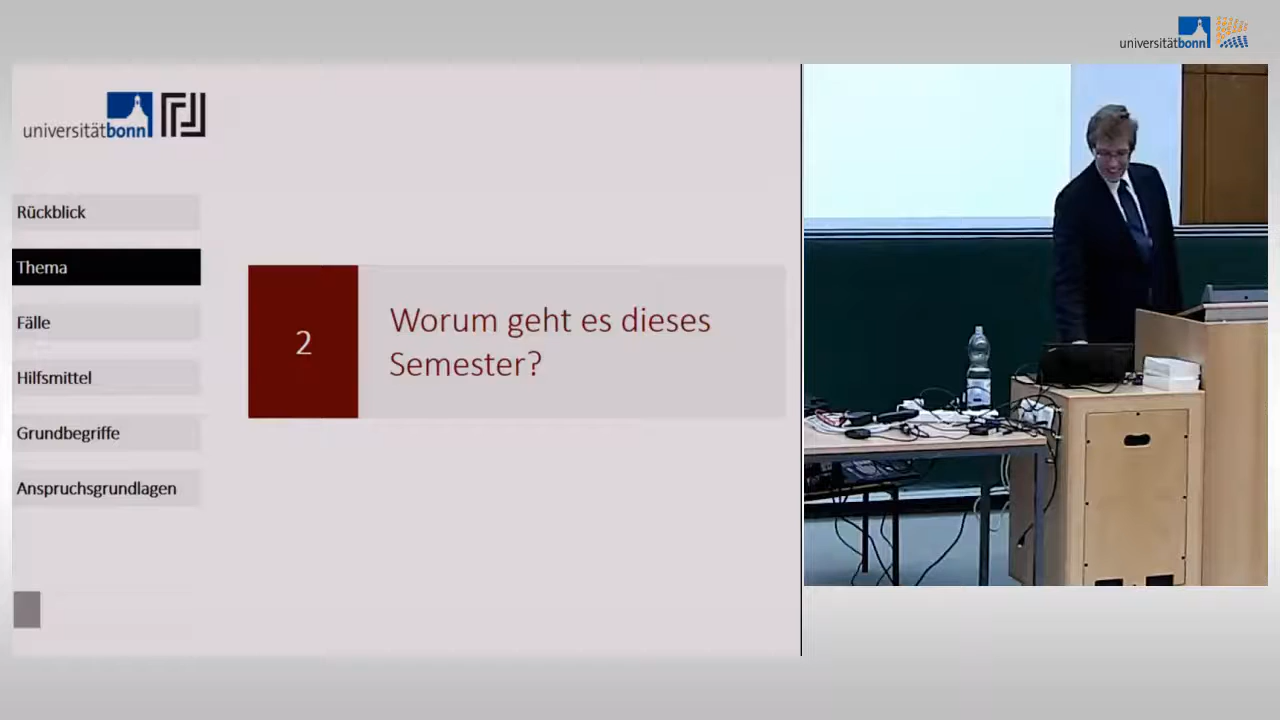 universitätbonn
universitätbonn
Rückblick
Thema
Fälle
Hilfsmittel
Grundbegriffe
Anspruchsgrundlagen
2
Worum geht es dieses
Semester?